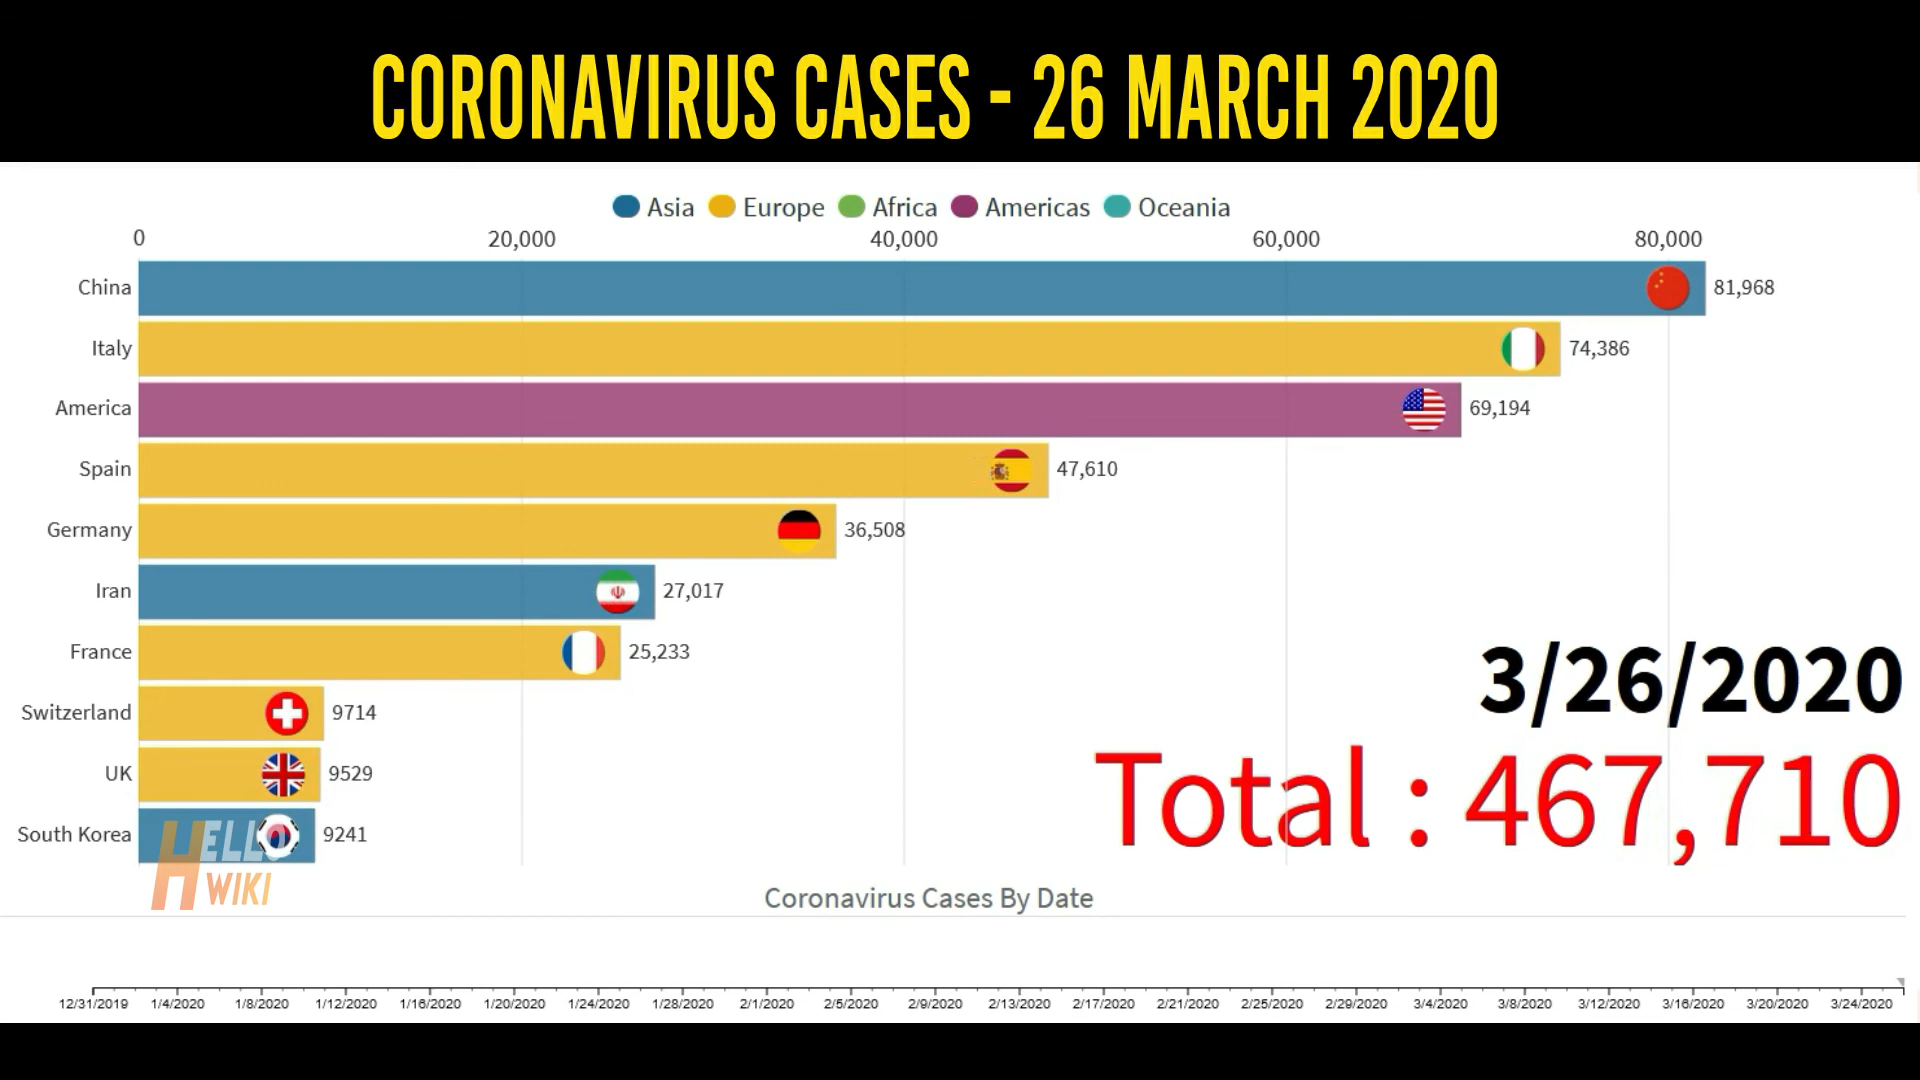 CORONAVIRUS CASES - 26 MARCH 2020
Asia Europe Africa Americas Oceania
0 20,000 40,000 60,000 80,000
China 81,968
Italy 74,386
America 69,194
Spain 47,610
Germany 36,508
Iran 27,017
France 25,233
Switzerland 9714
UK 9529
South Korea 9241
3/26/2020
Total : 467,710
HELLO
WIKI
Coronavirus Cases By Date
12/31/2019 1/4/2020 1/8/2020 1/12/2020 1/16/2020 1/20/2020 1/24/2020 1/28/2020 2/1/2020 2/5/2020 2/9/2020 2/13/2020 2/17/2020 2/21/2020 2/25/2020 2/29/2020 3/4/2020 3/8/2020 3/12/2020 3/16/2020 3/20/2020 3/24/2020